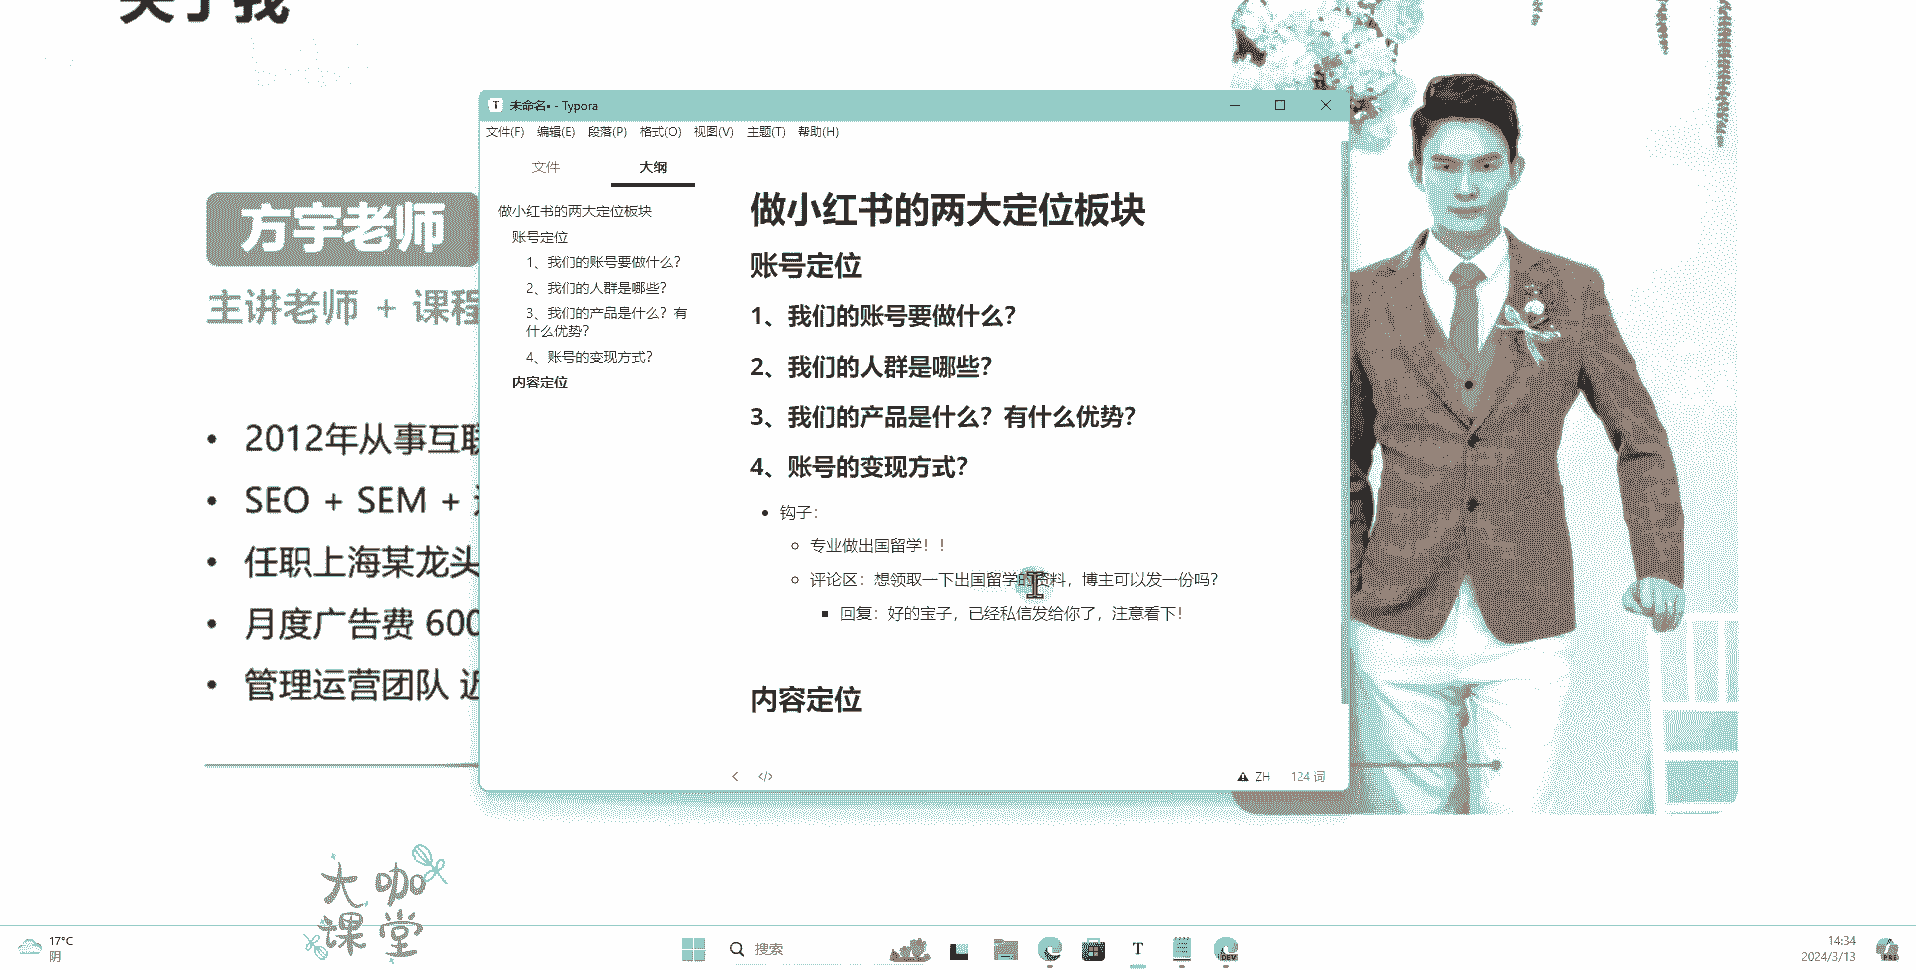 关于我
方宇老师
主讲老师 + 课程
2012年从事互联
SEO + SEM +
任职上海某龙头
月度广告费 600
管理运营团队 近
未命名• - Typora
文件(F) 编辑(E) 段落(P) 格式(O) 视图(V) 主题(T) 帮助(H)
文件 大纲
做小红书的两大定位板块
账号定位
1、我们的账号要做什么？
2、我们的人群是哪些？
3、我们的产品是什么？有
什么优势？
4、账号的变现方式？
内容定位
做小红书的两大定位板块
账号定位
1、我们的账号要做什么？
2、我们的人群是哪些？
3、我们的产品是什么？有什么优势？
4、账号的变现方式？
钩子：
专业做出国留学！！
评论区：想领取一下出国留学的资料，博主可以发一份吗？
回复：好的宝子，已经私信发给你了，注意看下！
内容定位
ZH 124 词
大咖
课堂
17°C
阴
搜索
T
DEV
14:34
2024/3/13
PRE